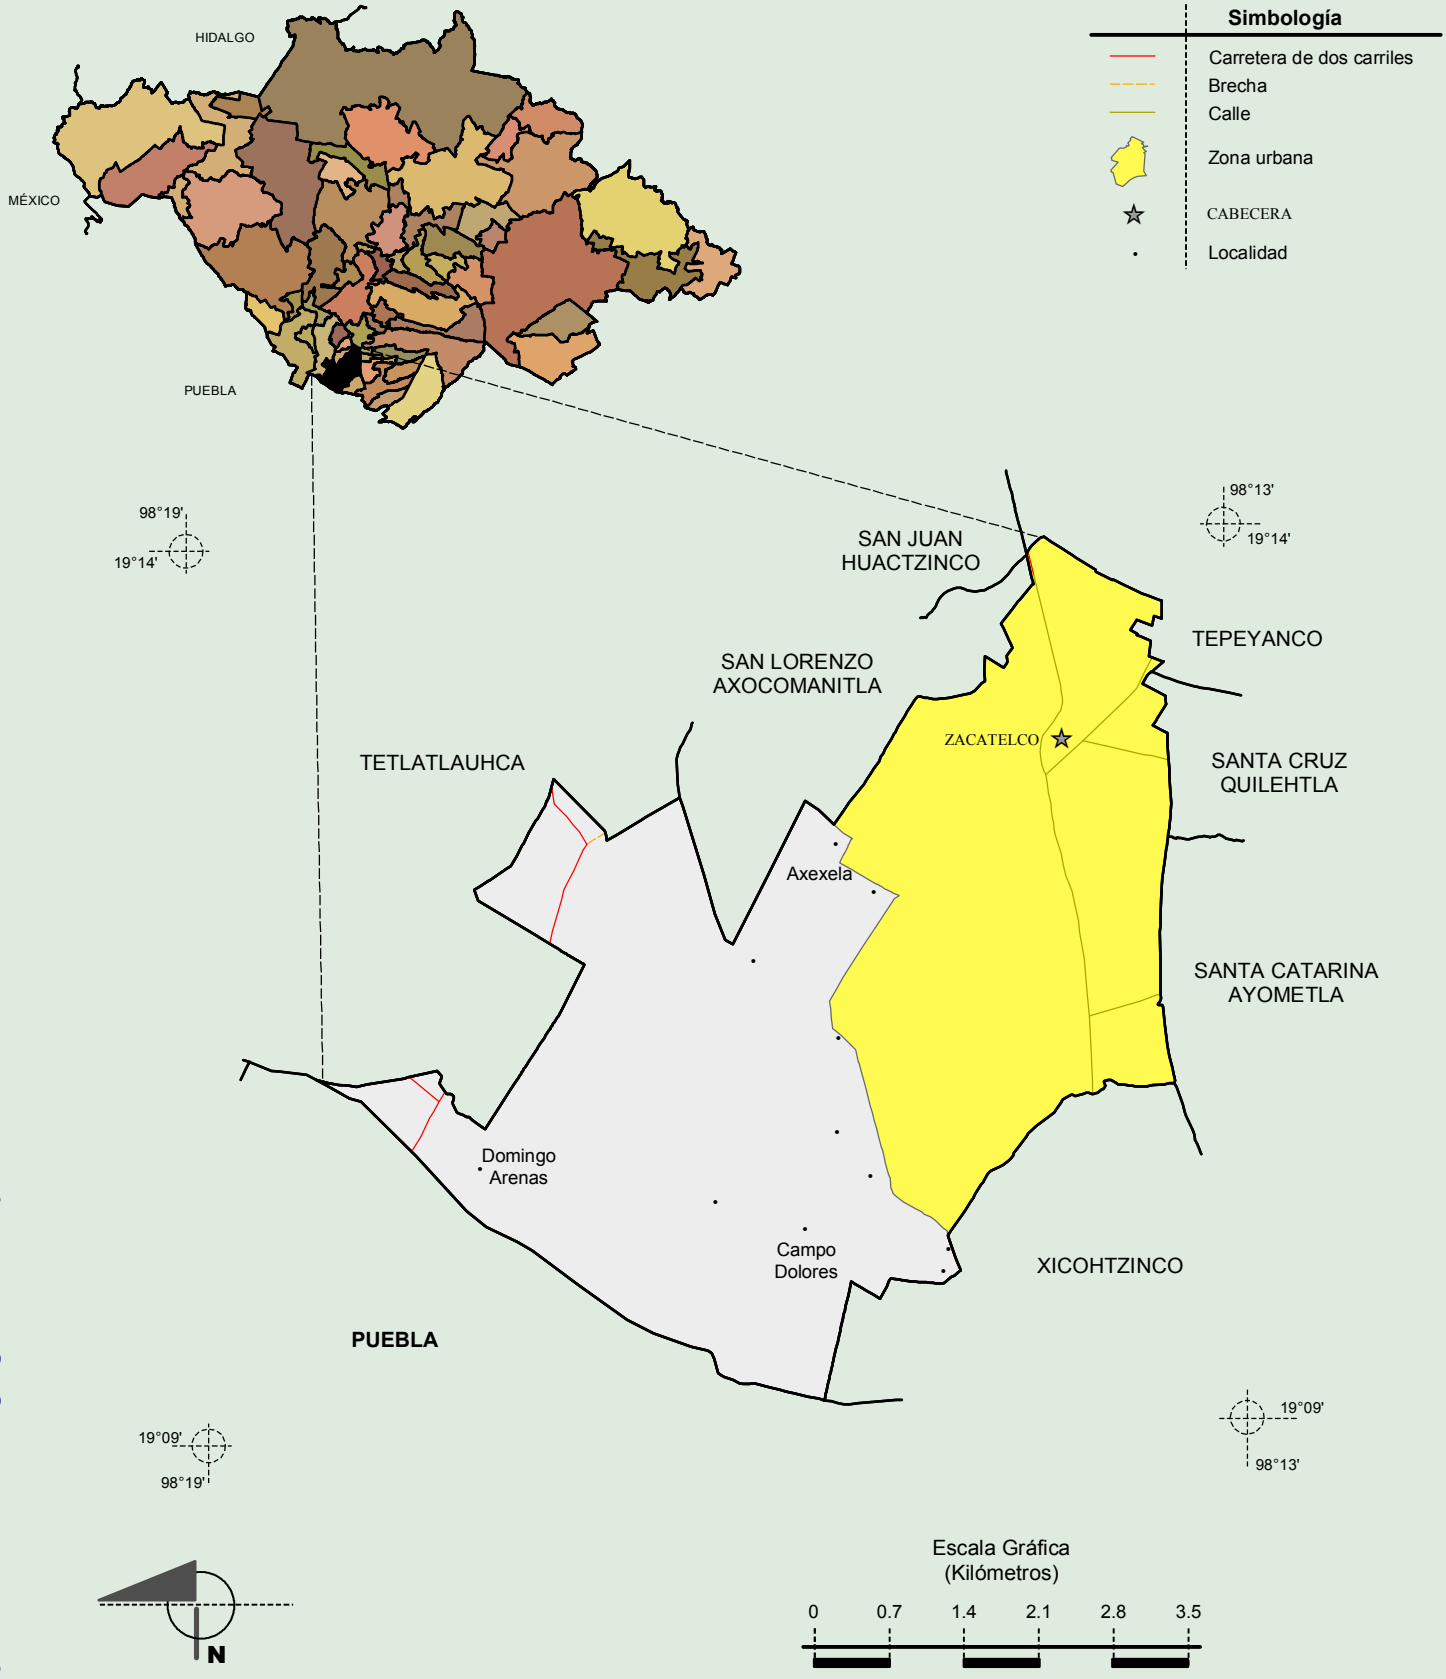 Simbología
Carretera de dos carriles
Brecha
Calle
Zona urbana
CABECERA
Localidad
HIDALGO
MÉXICO
PUEBLA
98°19'
19°14'
98°13'
19°14'
SAN JUAN
HUACTZINCO
TEPEYANCO
SAN LORENZO
AXOCOMANITLA
ZACATELCO
TETLATLAUHCA
SANTA CRUZ
QUILEHTLA
Axexela
SANTA CATARINA
AYOMETLA
Domingo
Arenas
Campo
Dolores
XICOHTZINCO
PUEBLA
19°09'
98°19'
19°09'
98°13'
Escala Gráfica
(Kilómetros)
0 0.7 1.4 2.1 2.8 3.5
N